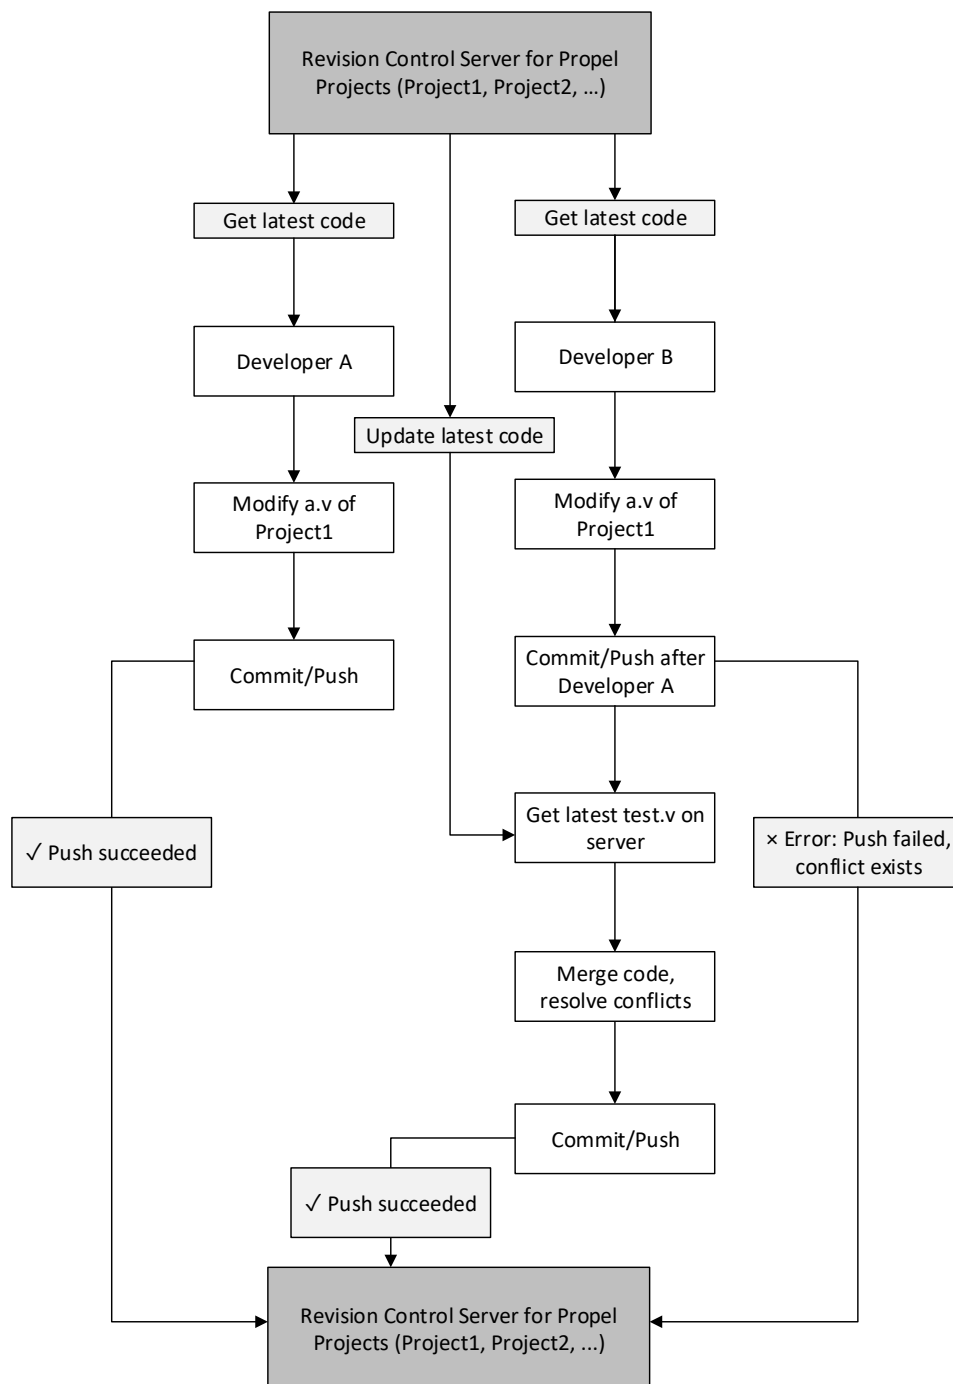 Revision Control Server for Propel
Projects (Project1, Project2, ...)
Get latest code
Get latest code
Developer A
Developer B
Update latest code
Modify a.v of
Project1
Modify a.v of
Project1
Commit/Push
Commit/Push after
Developer A
✓ Push succeeded
Get latest test.v on
server
× Error: Push failed,
conflict exists
Merge code,
resolve conflicts
Commit/Push
✓ Push succeeded
Revision Control Server for Propel
Projects (Project1, Project2, ...)